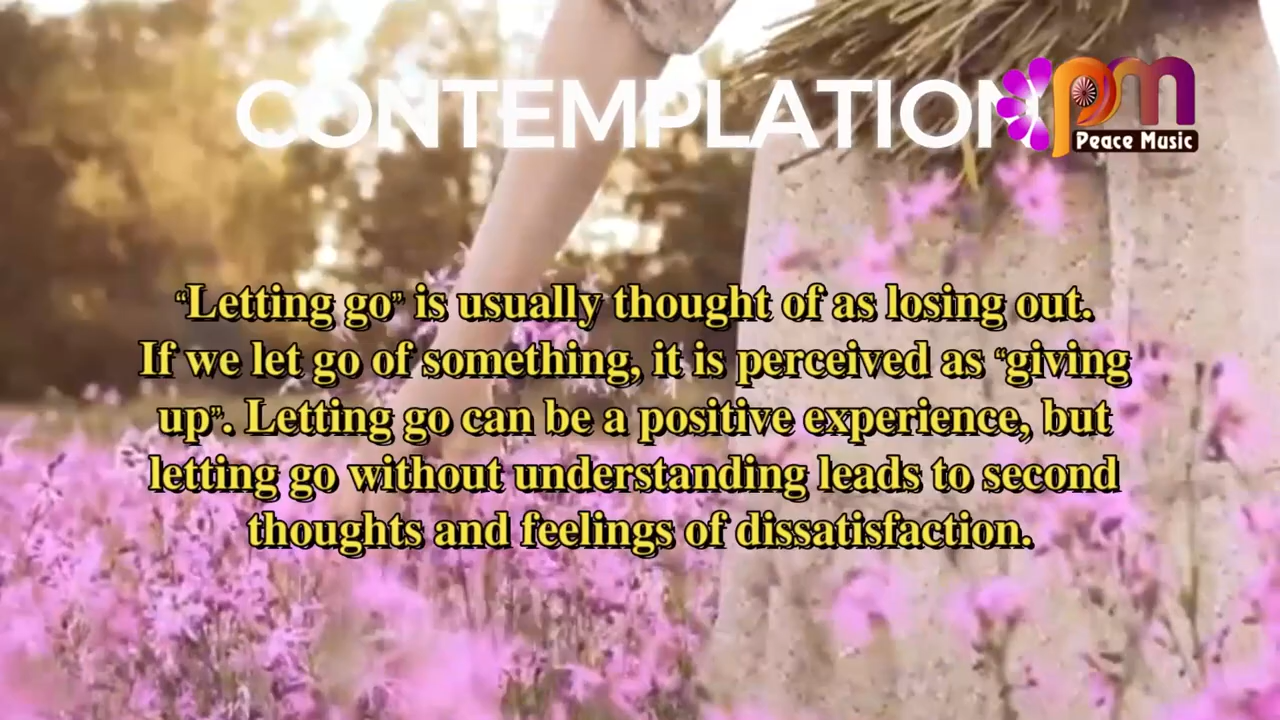 CONTEMPLATION
pm
Peace Music
“Letting go” is usually thought of as losing out.
If we let go of something, it is perceived as “giving
up”. Letting go can be a positive experience, but
letting go without understanding leads to second
thoughts and feelings of dissatisfaction.